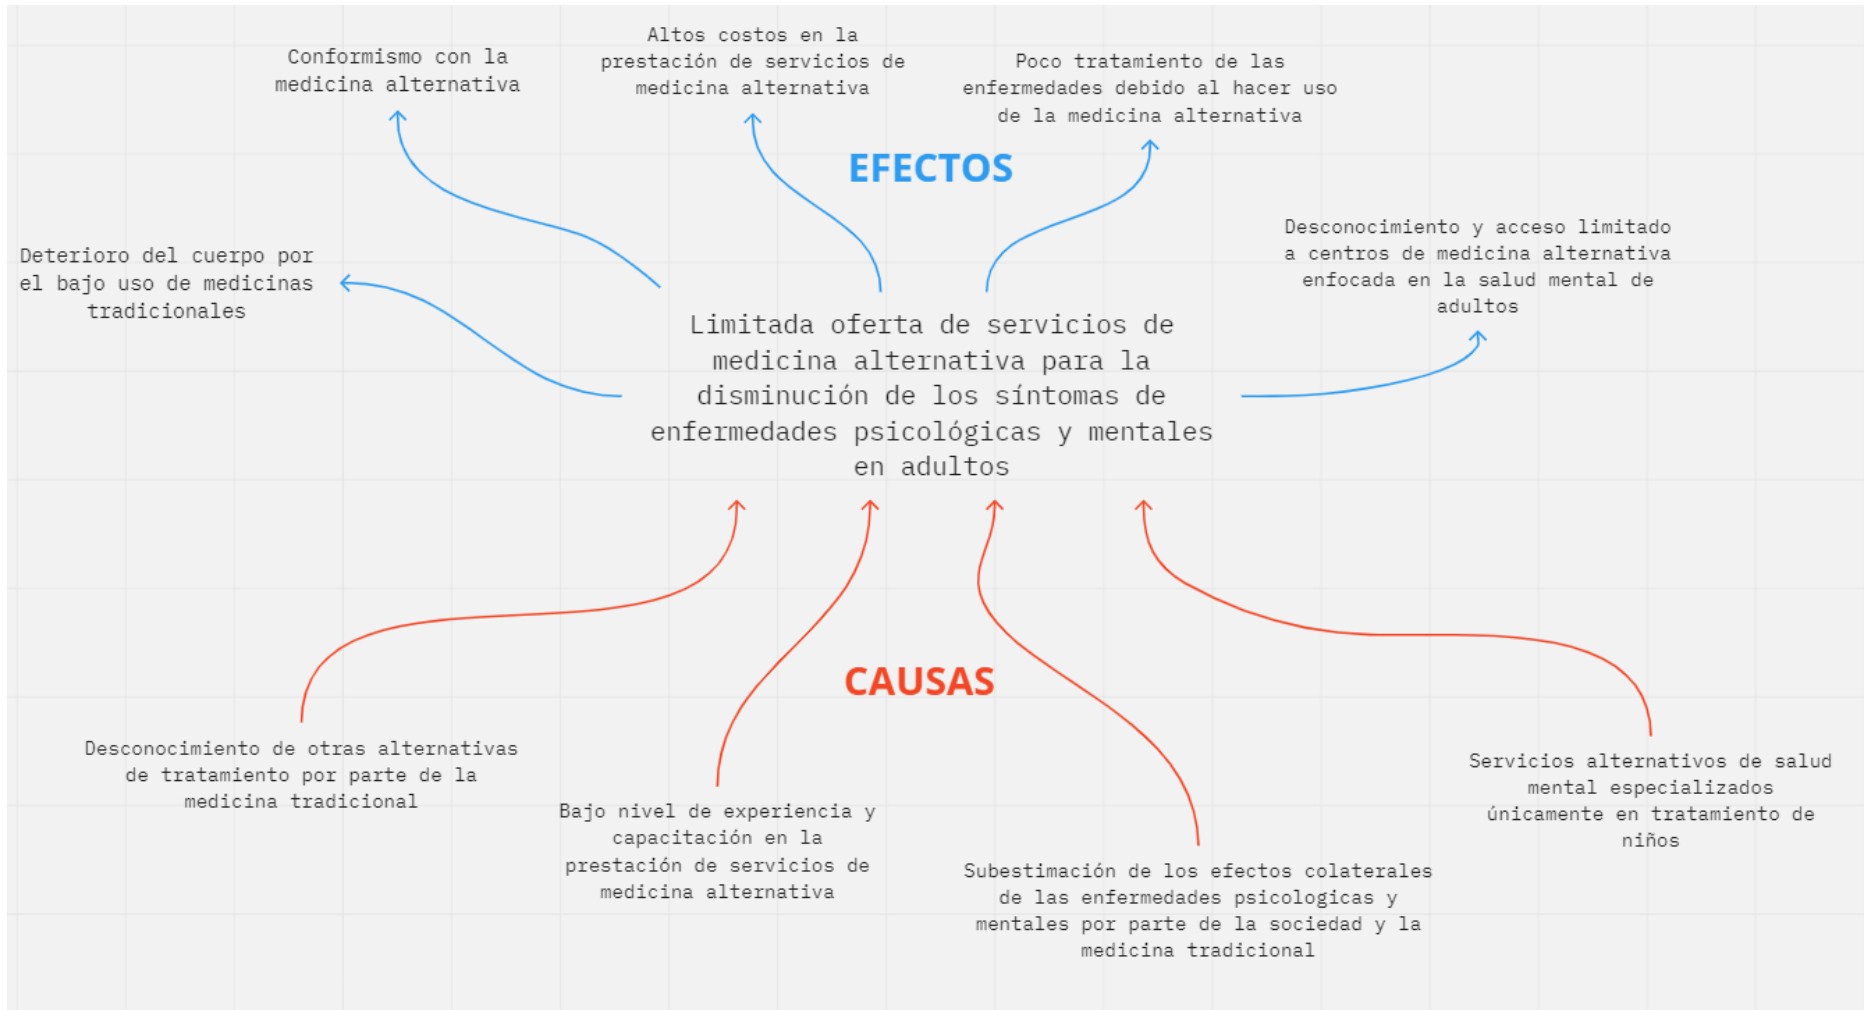 Conformismo con la
medicina alternativa
Altos costos en la
prestación de servicios de
medicina alternativa
Poco tratamiento de las
enfermedades debido al hacer uso
de la medicina alternativa
EFECTOS
Deterioro del cuerpo por
el bajo uso de medicinas
tradicionales
Desconocimiento y acceso limitado
a centros de medicina alternativa
enfocada en la salud mental de
adultos
Limitada oferta de servicios de
medicina alternativa para la
disminución de los síntomas de
enfermedades psicológicas y mentales
en adultos
CAUSAS
Desconocimiento de otras alternativas
de tratamiento por parte de la
medicina tradicional
Bajo nivel de experiencia y
capacitación en la
prestación de servicios de
medicina alternativa
Subestimación de los efectos colaterales
de las enfermedades psicologicas y
mentales por parte de la sociedad y la
medicina tradicional
Servicios alternativos de salud
mental especializados
únicamente en tratamiento de
niños